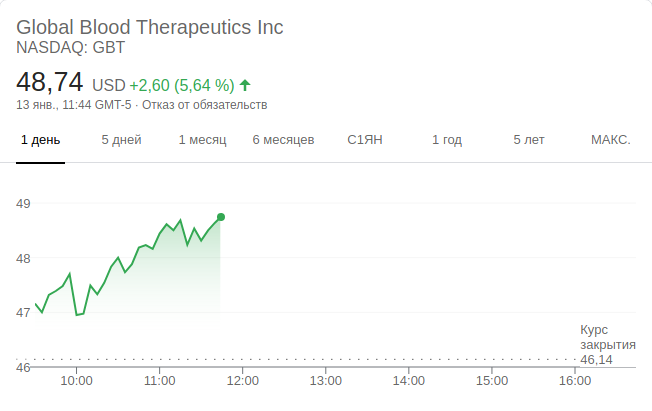 Global Blood Therapeutics Inc
NASDAQ: GBT
48,74 USD +2,60 (5,64 %)
13 янв., 11:44 GMT-5 · Отказ от обязательств
1 день 5 дней 1 месяц 6 месяцев С1ЯН 1 год 5 лет МАКС.
49
48
47
Курс
закрытия
46,14
46
10:00 11:00 12:00 13:00 14:00 15:00 16:00